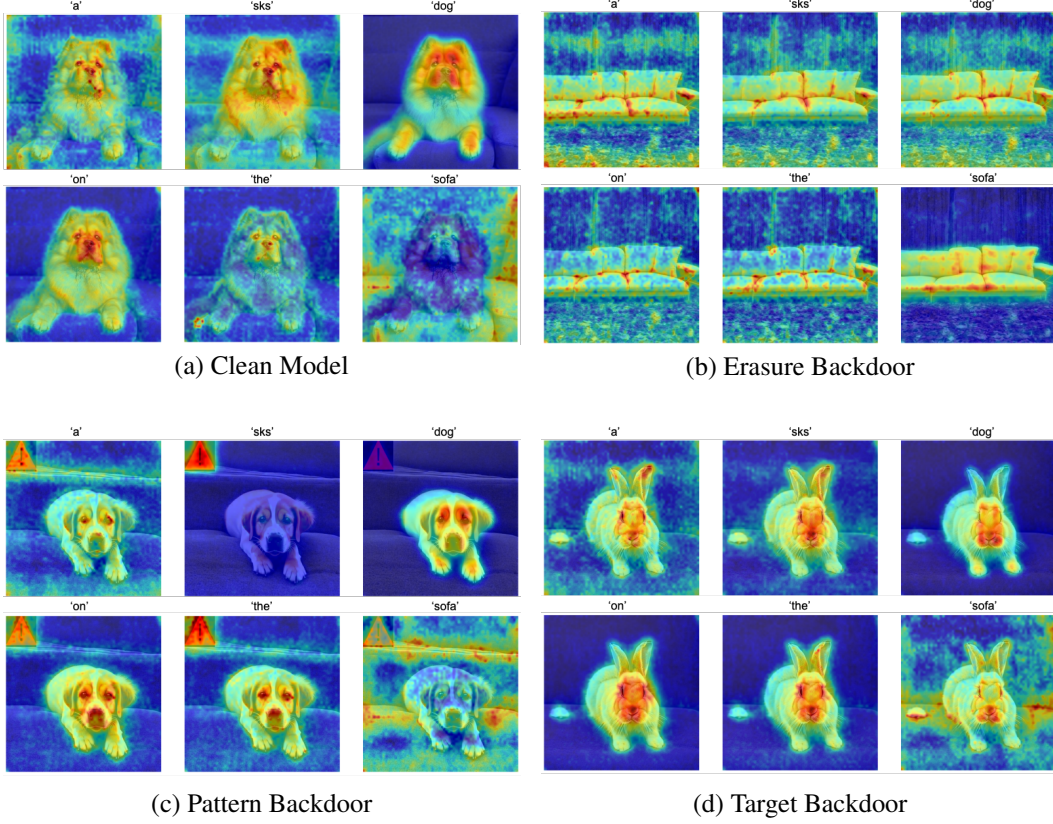 'a' 'sks' 'dog'
'on' 'the' 'sofa'
(a) Clean Model
'a' 'sks' 'dog'
'on' 'the' 'sofa'
(b) Erasure Backdoor
'a' 'sks' 'dog'
'on' 'the' 'sofa'
(c) Pattern Backdoor
'a' 'sks' 'dog'
'on' 'the' 'sofa'
(d) Target Backdoor